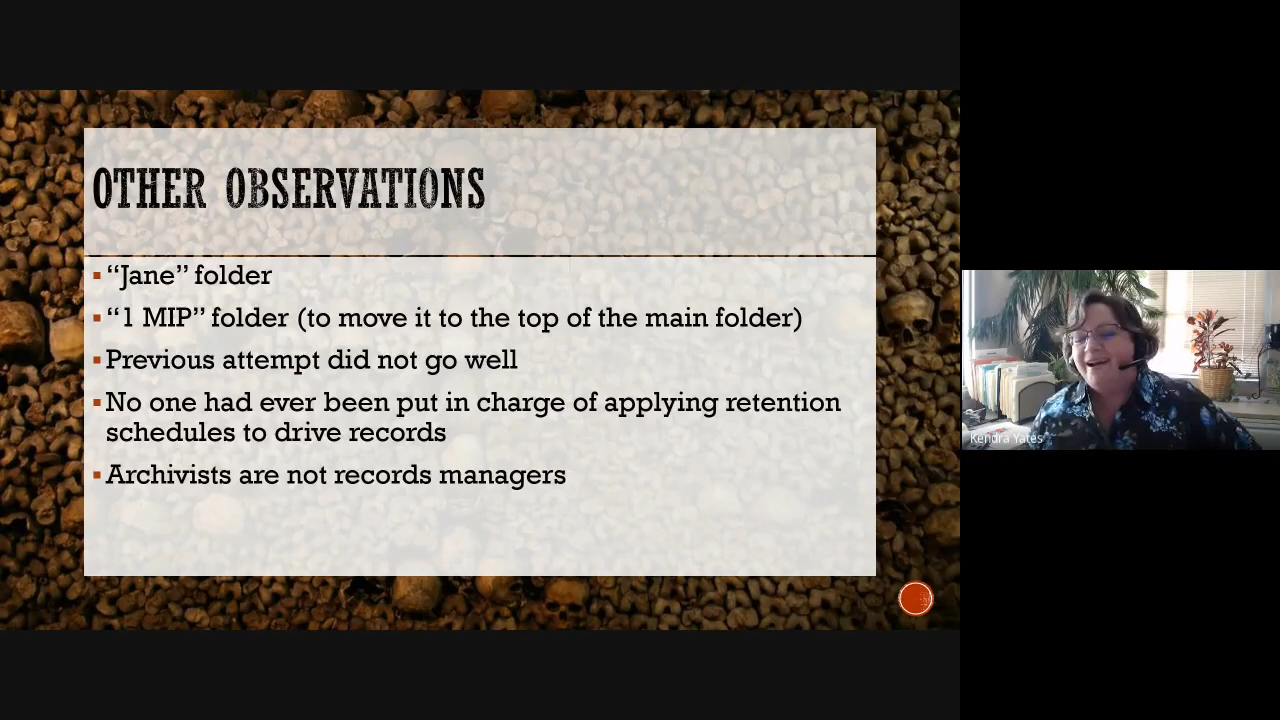 OTHER OBSERVATIONS
▪ “Jane” folder
▪ “1 MIP” folder (to move it to the top of the main folder)
▪ Previous attempt did not go well
▪ No one had ever been put in charge of applying retention
schedules to drive records
▪ Archivists are not records managers
Kendra Yates